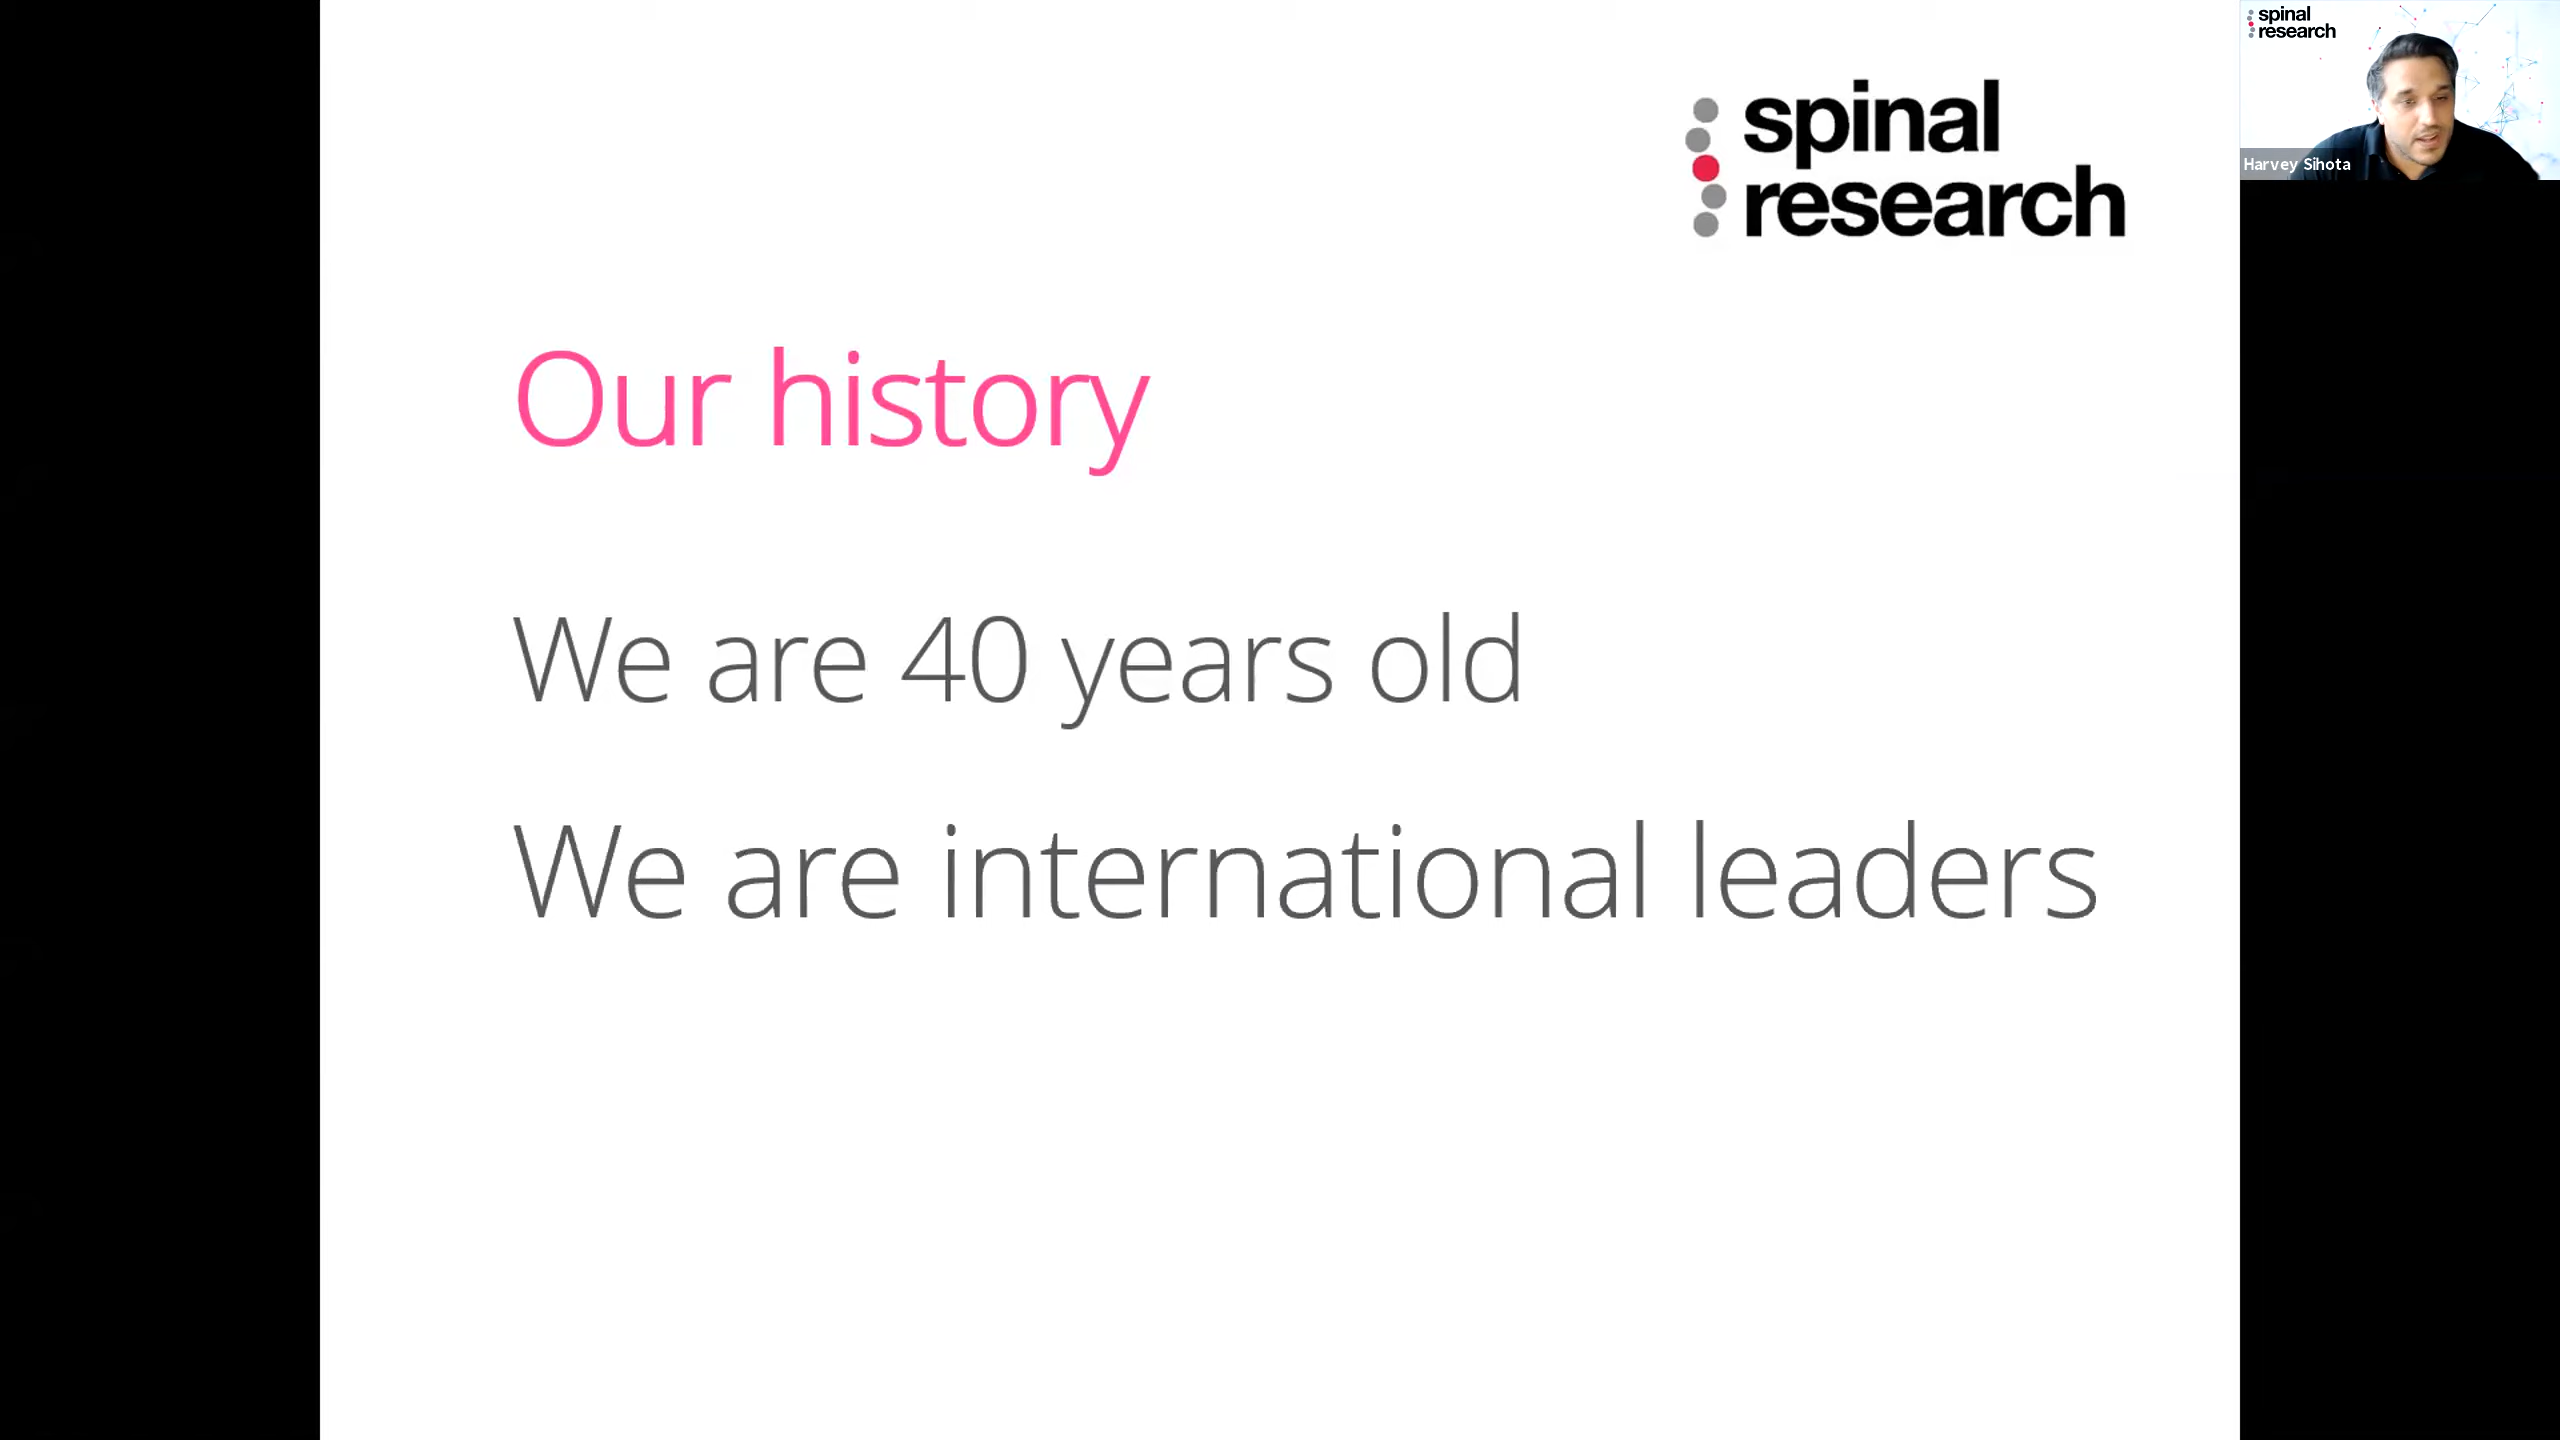 spinal
research
Our history
We are 40 years old
We are international leaders
spinal
research
Harvey Sihota